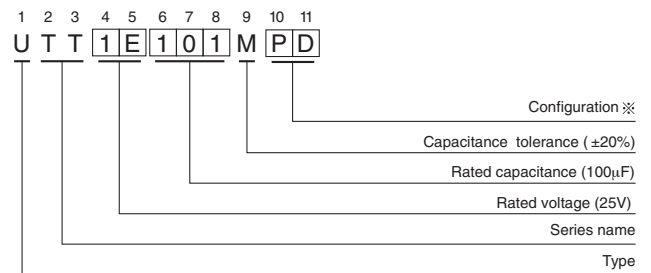 1 2 3 4 5 6 7 8 9 10 11
U T T 1 E 1 0 1 M P D
Configuration ※
Capacitance tolerance ( ±20%)
Rated capacitance (100µF)
Rated voltage (25V)
Series name
Type